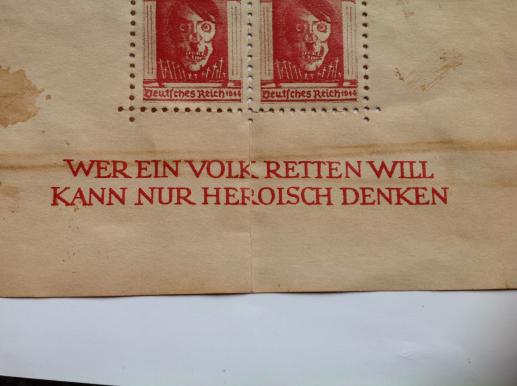 Deutsches Reich 1944 Deutsches Reich 1944
WER EIN VOLK RETTEN WILL
KANN NUR HEROISCH DENKEN